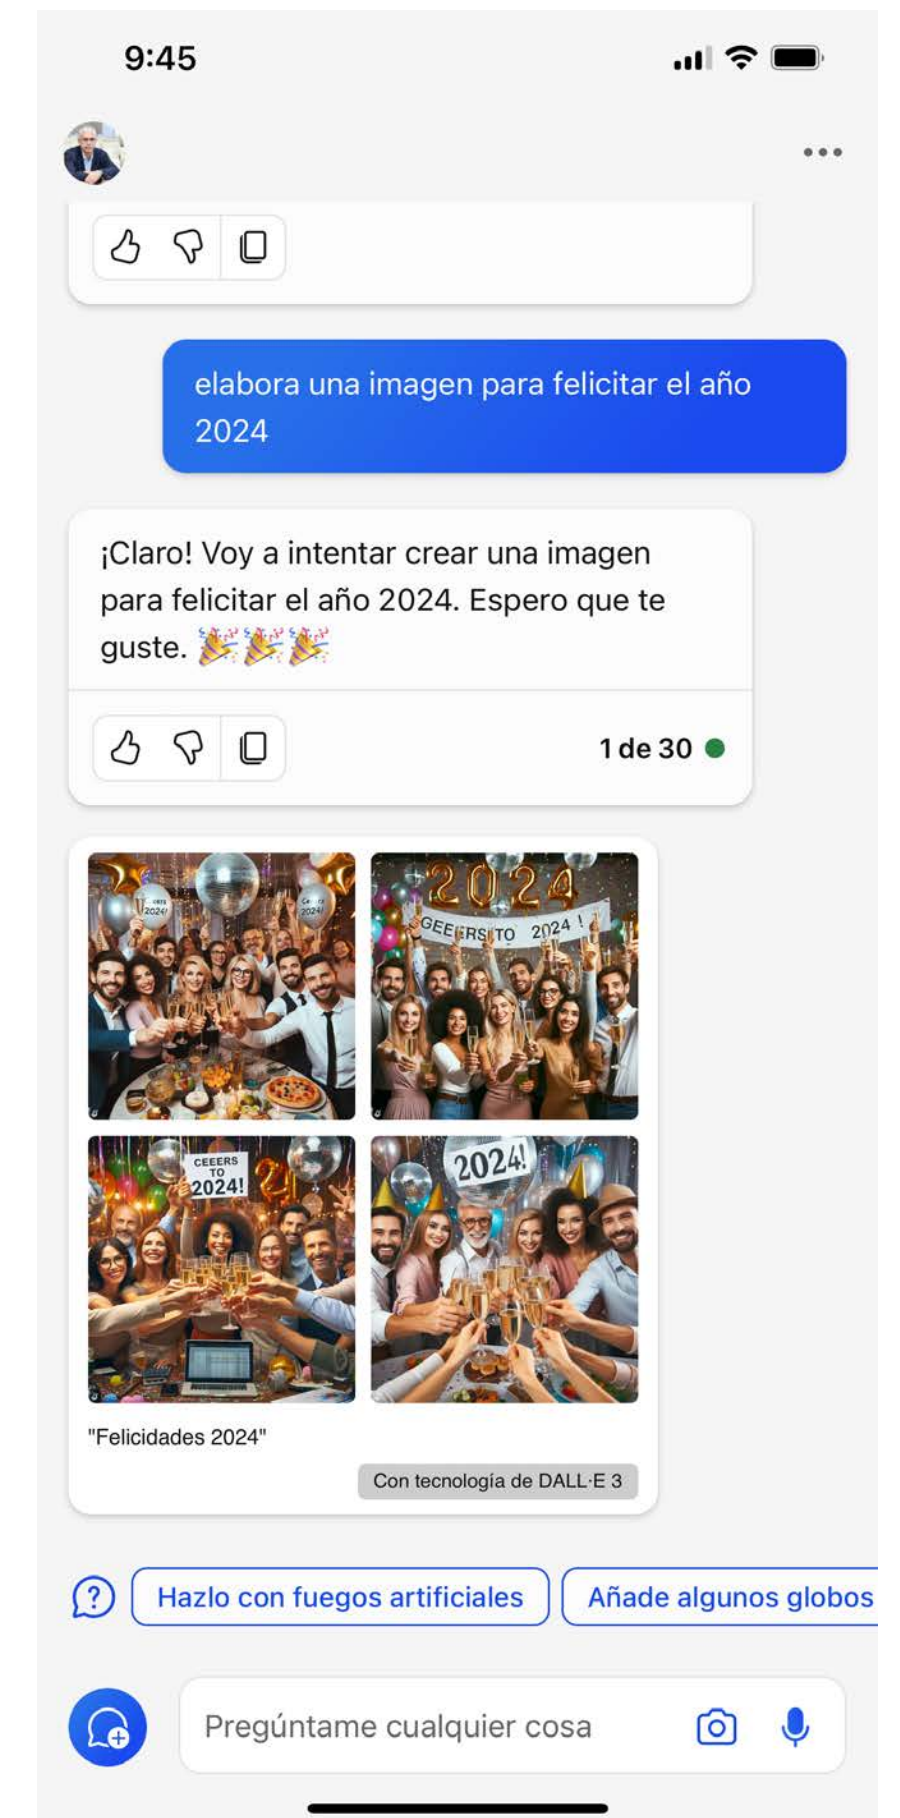 9:45
elabora una imagen para felicitar el año
2024
¡Claro! Voy a intentar crear una imagen
para felicitar el año 2024. Espero que te
guste. 🎉🎉🎉
1 de 30
2024!
2024!
2024
GEEERS TO 2024 !
CEEERS
TO
2024!
2024!
"Felicidades 2024"
Con tecnología de DALL·E 3
Hazlo con fuegos artificiales
Añade algunos globos
Pregúntame cualquier cosa